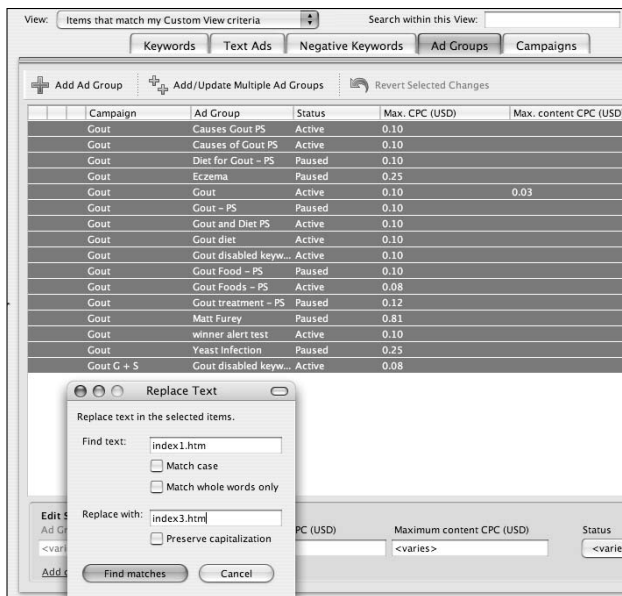 View: Items that match my Custom View criteria Search within this View:
Keywords Text Ads Negative Keywords Ad Groups Campaigns
Add Ad Group Add/Update Multiple Ad Groups Revert Selected Changes
Campaign Ad Group Status Max. CPC (USD) Max. content CPC (USD
Gout Causes Gout PS Active 0.10
Gout Causes of Gout PS Active 0.10
Gout Diet for Gout – PS Paused 0.10
Gout Eczema Paused 0.25
Gout Gout Active 0.10 0.03
Gout Gout – PS Paused 0.10
Gout Gout and Diet PS Active 0.10
Gout Gout diet Active 0.10
Gout Gout disabled keyw... Active 0.10
Gout Gout Food – PS Paused 0.10
Gout Gout Foods – PS Active 0.08
Gout Gout treatment – PS Paused 0.12
Gout Matt Furey Paused 0.81
Gout winner alert test Active 0.10
Gout Yeast Infection Paused 0.25
Gout G + S Gout disabled keyw... Active 0.08
Replace Text
Replace text in the selected items.
Find text: index1.htm
Match case
Match whole words only
Replace with: index3.htm
Preserve capitalization
Find matches Cancel
Edit S
Ad Gr PC (USD) Maximum content CPC (USD) Status
<vari <varies> <varie
Add